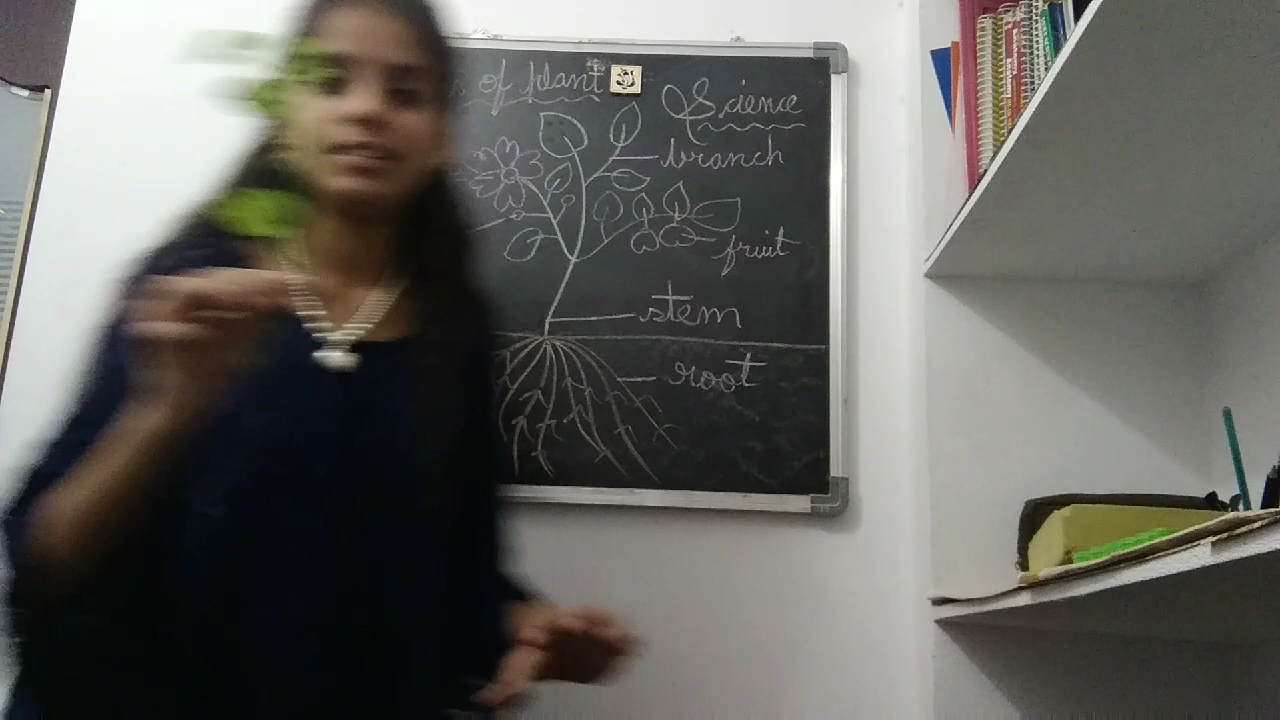 of plant
Science
branch
fruit
stem
root